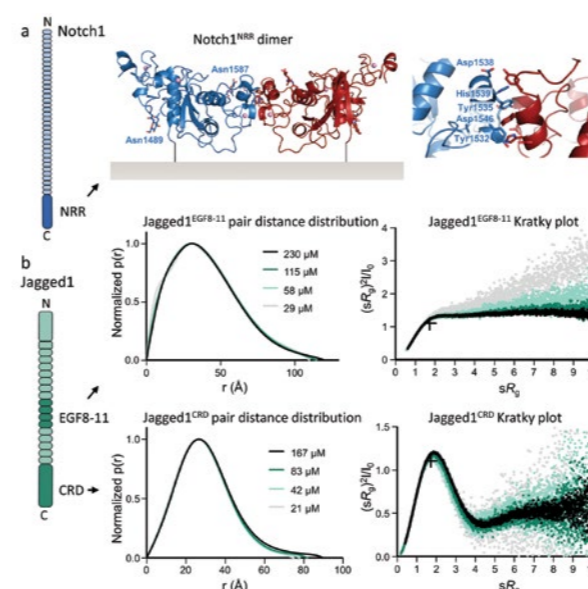 a
N
Notch1
NRR
C
Notch1NRR dimer
Asn1587
Asn1489
Asp1538
His1539
Tyr1535
Asp1546
Tyr1532
b
Jagged1
N
EGF8-11
CRD
C
Jagged1EGF8-11 pair distance distribution
Normalized p(r)
1.0
0.5
0.0
230 µM
115 µM
58 µM
29 µM
0 50 100
r (Å)
Jagged1EGF8-11 Kratky plot
(sRg)2I/I0
4
3
2
1
0
0 1 2 3 4 5 6 7 8 9
sRg
Jagged1CRD pair distance distribution
Normalized p(r)
1.0
0.5
0.0
167 µM
83 µM
42 µM
21 µM
0 20 40 60 80 100
r (Å)
Jagged1CRD Kratky plot
(sRg)2I/I0
1.5
1.0
0.5
0.0
0 1 2 3 4 5 6 7 8 9
sRg